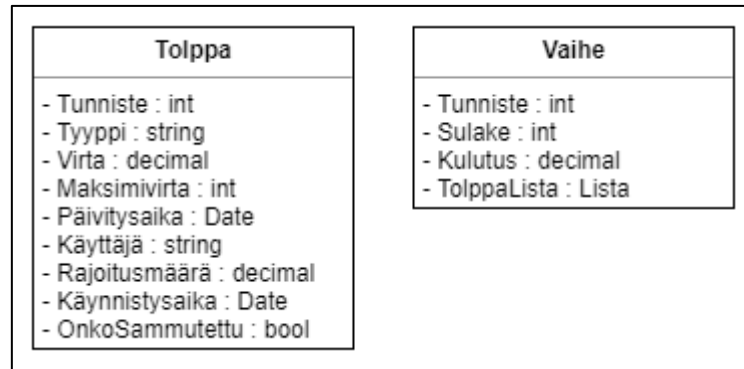 Tolppa
- Tunniste : int
- Tyyppi : string
- Virta : decimal
- Maksimivirta : int
- Päivitysaika : Date
- Käyttäjä : string
- Rajoitusmäärä : decimal
- Käynnistysaika : Date
- OnkoSammutettu : bool
Vaihe
- Tunniste : int
- Sulake : int
- Kulutus : decimal
- TolppaLista : Lista